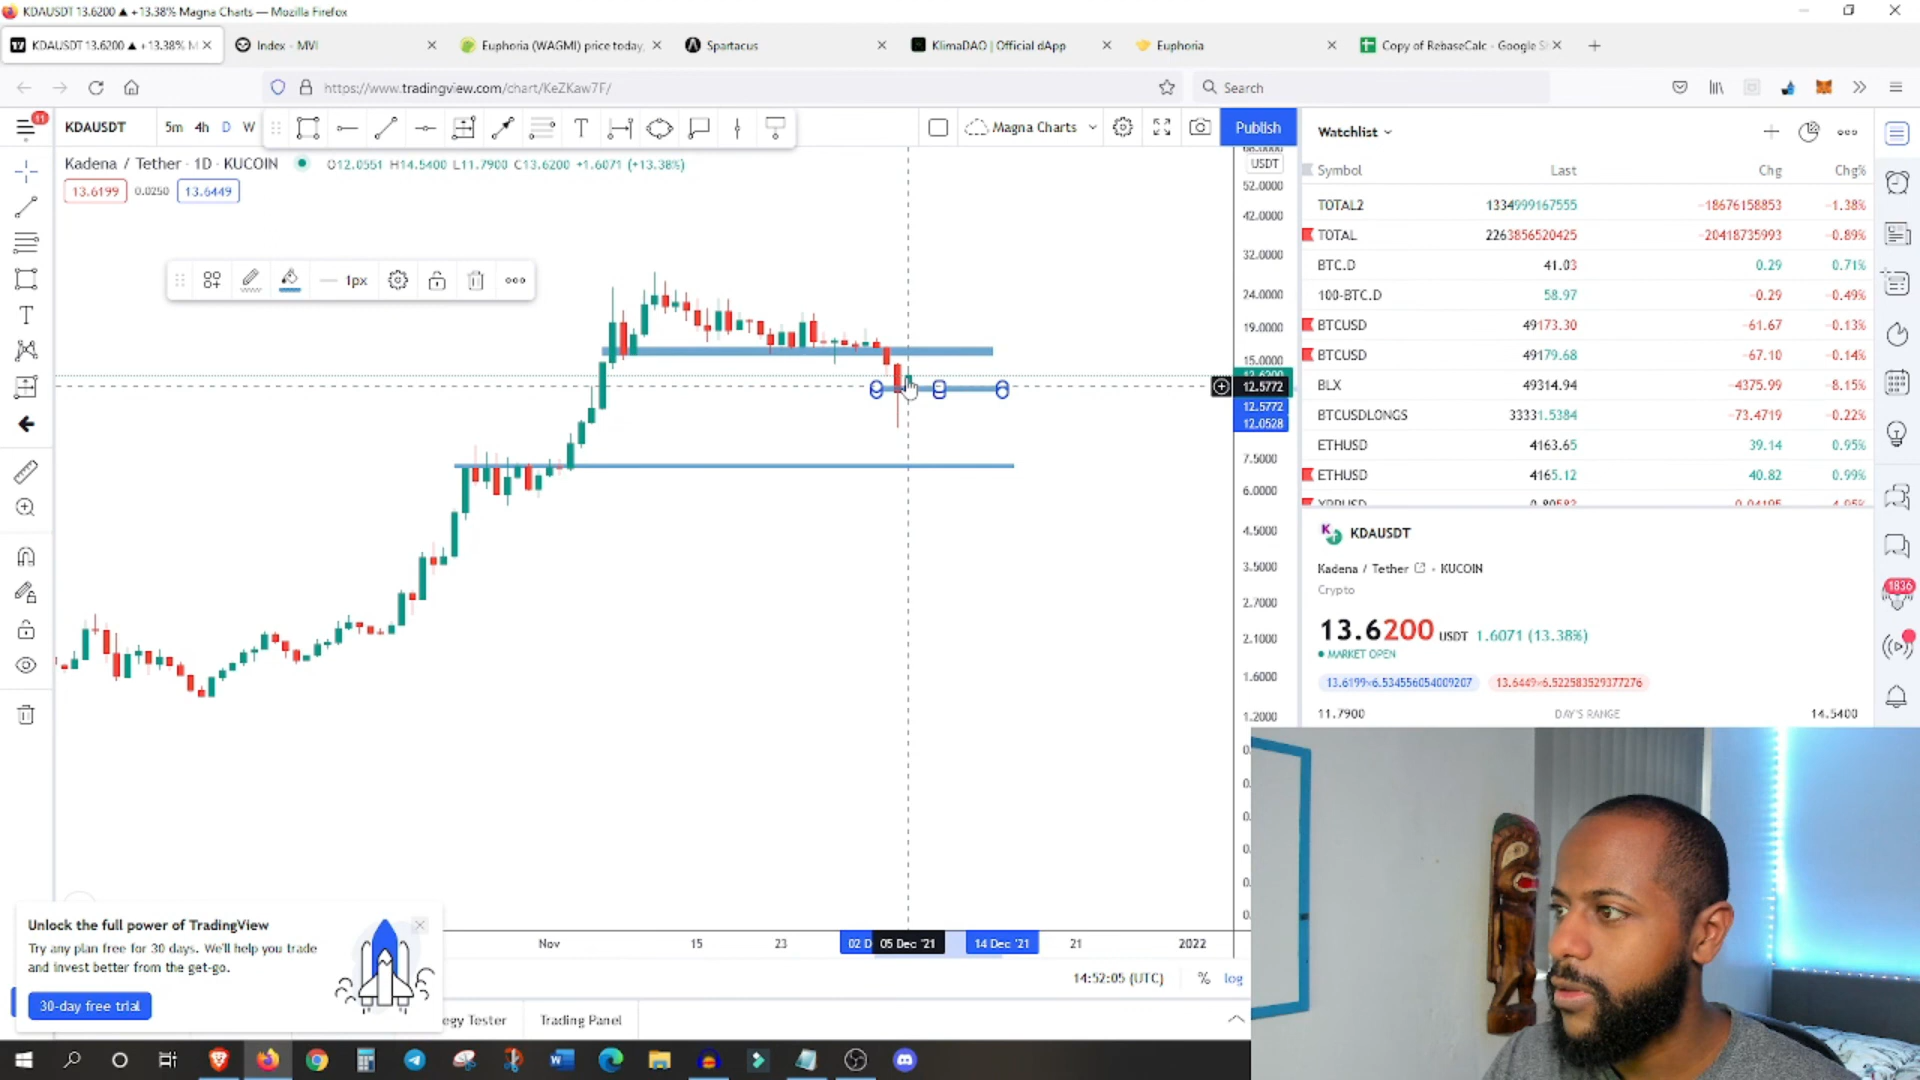 KDAUSDT 13.6200 ▲ +13.38% Magna Charts — Mozilla Firefox
KDAUSDT 13.6200 ▲ +13.38% M
Index - MVI
Euphoria (WAGMI) price today,
Spartacus
KlimaDAO | Official dApp
Euphoria
Copy of RebaseCalc - Google S
https://www.tradingview.com/chart/KeZKaw7F/
Search
11
KDAUSDT
5m
4h
D
W
Magna Charts
Publish
Watchlist
Kadena / Tether · 1D · KUCOIN
O12.0551 H14.5400 L11.7900 C13.6200 +1.6071 (+13.38%)
13.6199
0.0250
13.6449
1px
USDT
52.0000
42.0000
32.0000
24.0000
19.0000
15.0000
12.5772
12.5772
12.0528
7.5000
6.0000
4.5000
3.5000
2.7000
2.1000
1.6000
1.2000
Symbol Last Chg Chg%
TOTAL2 1334999167555 −18676158853 −1.38%
TOTAL 2263856520425 −20418735993 −0.89%
BTC.D 41.03 0.29 0.71%
100-BTC.D 58.97 −0.29 −0.49%
BTCUSD 49173.30 −61.67 −0.13%
BTCUSD 49179.68 −67.10 −0.14%
BLX 49314.94 −4375.99 −8.15%
BTCUSDLONGS 33331.5384 −73.4719 −0.22%
ETHUSD 4163.65 39.14 0.95%
ETHUSD 4165.12 40.82 0.99%
KDAUSDT
Kadena / Tether · KUCOIN
Crypto
13.6200 USDT 1.6071 (13.38%)
MARKET OPEN
13.6199×6.534556054009207
13.6449×6.522583529377276
11.7900 DAY'S RANGE 14.5400
1836
Unlock the full power of TradingView
Try any plan free for 30 days. We'll help you trade
and invest better from the get-go.
30-day free trial
Nov
15
23
02 D
05 Dec '21
14 Dec '21
21
2022
14:52:05 (UTC)
%
log
egy Tester
Trading Panel